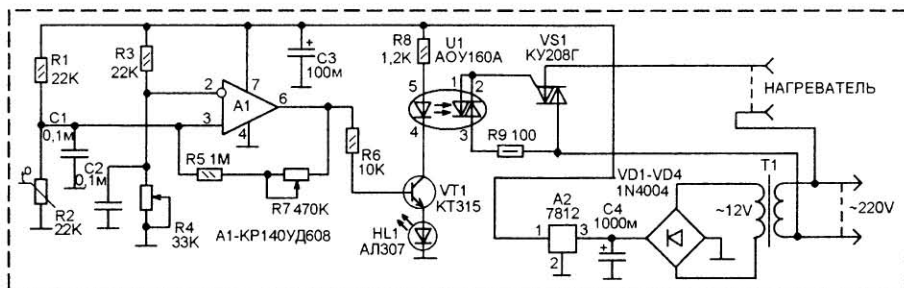 R1
22K
R3
22K
C1
0,1м
C2
0,1м
R2
22K
R4
33K
2
3
A1
7
4
6
C3
100м
+
R5 1M
R7 470K
A1-КР140УД608
R6
10K
R8
1,2K
U1
АОУ160А
5
4
1
2
3
VT1
КТ315
HL1
АЛ307
R9 100
VS1
КУ208Г
НАГРЕВАТЕЛЬ
A2
7812
1
2
3
C4
1000м
+
VD1-VD4
1N4004
~12V
T1
~220V